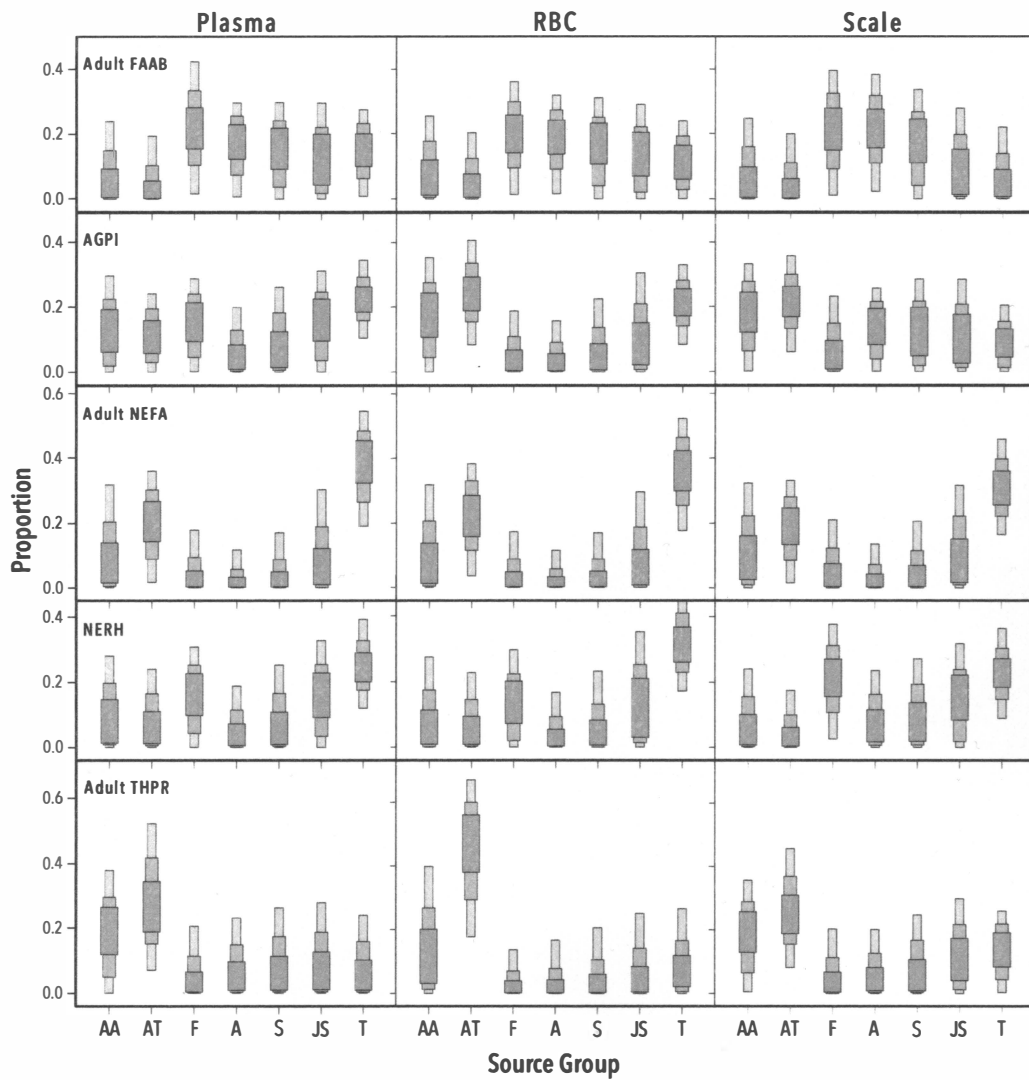 Plasma RBC Scale
Adult FAAB
0.4
0.2
0.0
AGPI
0.4
0.2
0.0
Adult NEFA
0.6
0.4
0.2
0.0
NERH
0.4
0.2
0.0
Adult THPR
0.6
0.4
0.2
0.0
Proportion
AA AT F A S JS T AA AT F A S JS T AA AT F A S JS T
Source Group